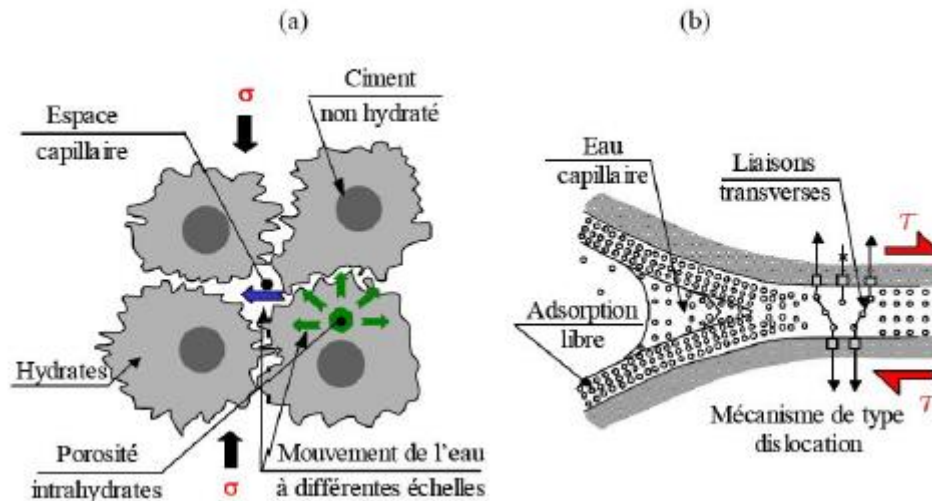 (a)
(b)
σ
Espace
capillaire
Ciment
non hydraté
Hydrates
Porosité
intrahydrates
σ
Mouvement de l'eau
à différentes échelles
Eau
capillaire
Liaisons
transverses
τ
Adsorption
libre
τ
Mécanisme de type
dislocation